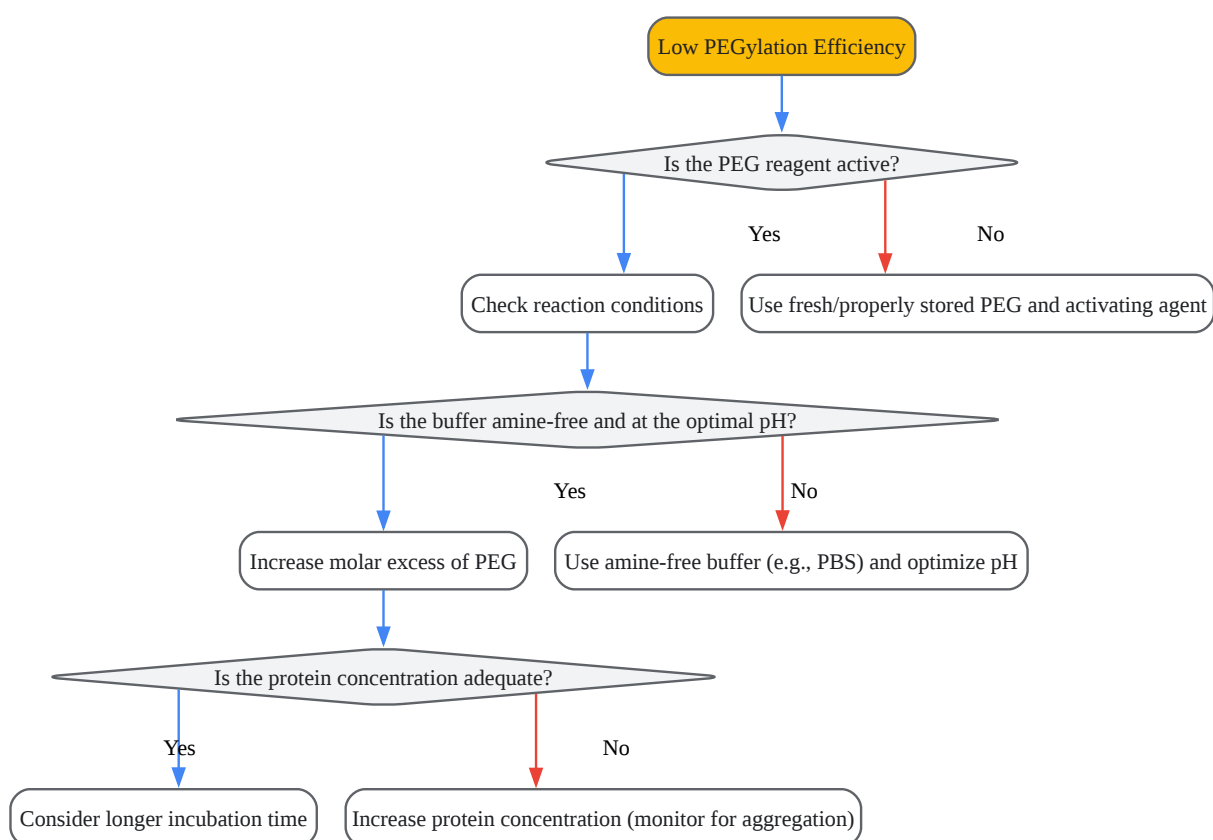 Low PEGylation Efficiency
Is the PEG reagent active?
Yes
No
Check reaction conditions
Use fresh/properly stored PEG and activating agent
Is the buffer amine-free and at the optimal pH?
Yes
No
Increase molar excess of PEG
Use amine-free buffer (e.g., PBS) and optimize pH
Is the protein concentration adequate?
Yes
No
Consider longer incubation time
Increase protein concentration (monitor for aggregation)